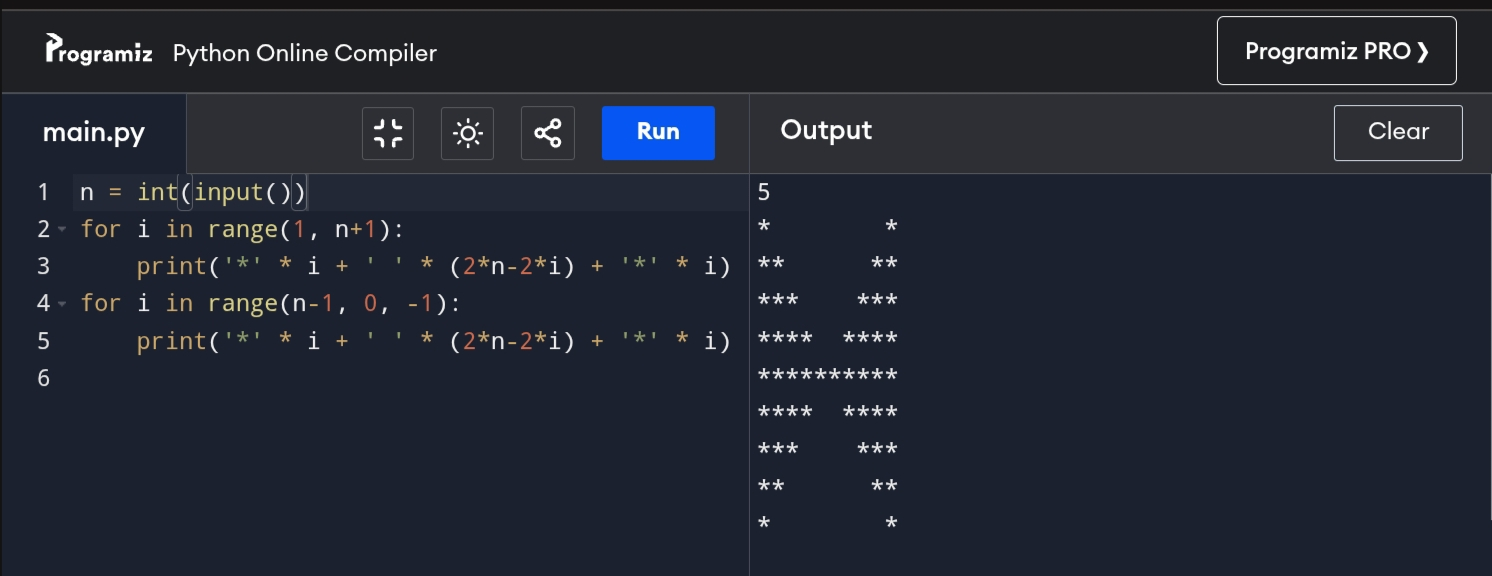 Programiz Python Online Compiler
Programiz PRO ❯
main.py
Run
Output
Clear
1 n = int(input())
2 for i in range(1, n+1):
3     print('*' * i + ' ' * (2*n-2*i) + '*' * i)
4 for i in range(n-1, 0, -1):
5     print('*' * i + ' ' * (2*n-2*i) + '*' * i)
6
5
*        *
**      **
***    ***
****  ****
**********
****  ****
***    ***
**      **
*        *